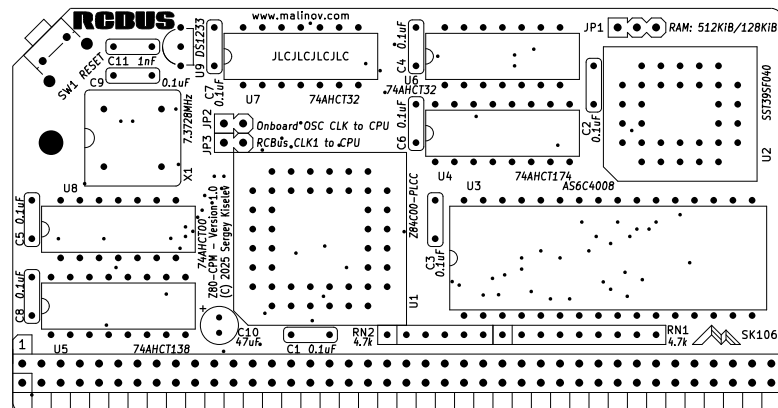 RCBUS
www.malinov.com
JP1
RAM: 512KiB/128KiB
SW1 RESET
C11 1nF
C9 0.1uF
U9 DS1233
JLCJLCJLCJLC
C7
0.1uF
U7
74AHCT32
C4 0.1uF
U6
74AHCT32
C2
0.1uF
SST39SF040
U2
7.3728MHz
X1
JP2
Onboard OSC CLK to CPU
JP3
RCBus CLK1 to CPU
C6 0.1uF
U4
74AHCT174
U3
AS6C4008
U8
C5 0.1uF
74AHCT00
Z80-CPM - Version 1.0
(C) 2025 Sergey Kiselev
Z84C00-PLCC
U1
C3
0.1uF
C8 0.1uF
U5
74AHCT138
1
+
C10
47uF
C1 0.1uF
RN2
4.7k
RN1
4.7k
SK106